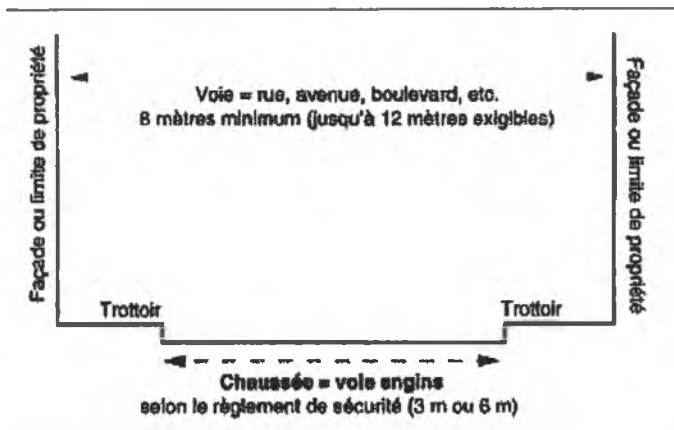 Façade ou limite de propriété
Voie = rue, avenue, boulevard, etc.
8 mètres minimum (jusqu'à 12 mètres exigibles)
Façade ou limite de propriété
Trottoir
Trottoir
Chaussée = voie engins
selon le règlement de sécurité (3 m ou 6 m)